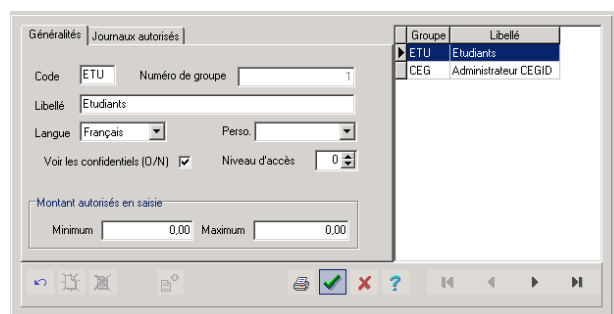 Généralités Journaux autorisés
Code ETU Numéro de groupe 1
Libellé Etudiants
Langue Français Perso.
Voir les confidentiels (O/N) Niveau d'accès 0
Montant autorisés en saisie
Minimum 0,00 Maximum 0,00
Groupe Libellé
ETU Etudiants
CEG Administrateur CEGID